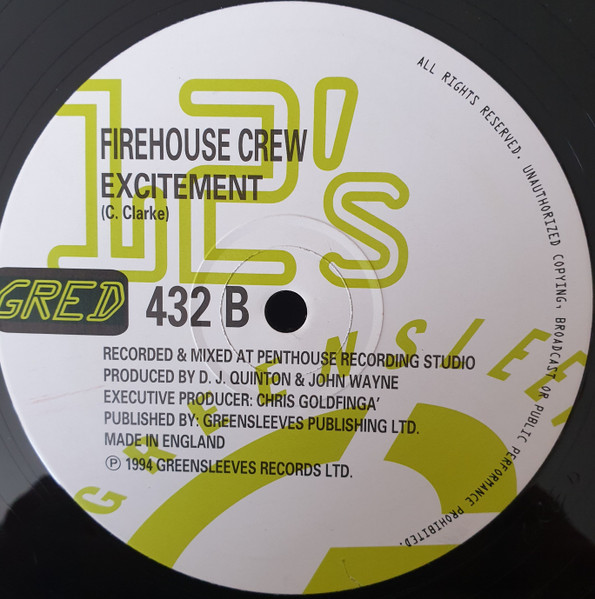 12's
FIREHOUSE CREW
EXCITEMENT
(C. Clarke)
GRED
432 B
RECORDED & MIXED AT PENTHOUSE RECORDING STUDIO
PRODUCED BY D. J. QUINTON & JOHN WAYNE
EXECUTIVE PRODUCER: CHRIS GOLDFINGA'
PUBLISHED BY: GREENSLEEVES PUBLISHING LTD.
MADE IN ENGLAND
℗ 1994 GREENSLEEVES RECORDS LTD.
GREENSLEE
ALL RIGHTS RESERVED. UNAUTHORIZED COPYING, BROADCAST OR PUBLIC PERFORMANCE PROHIBITED.